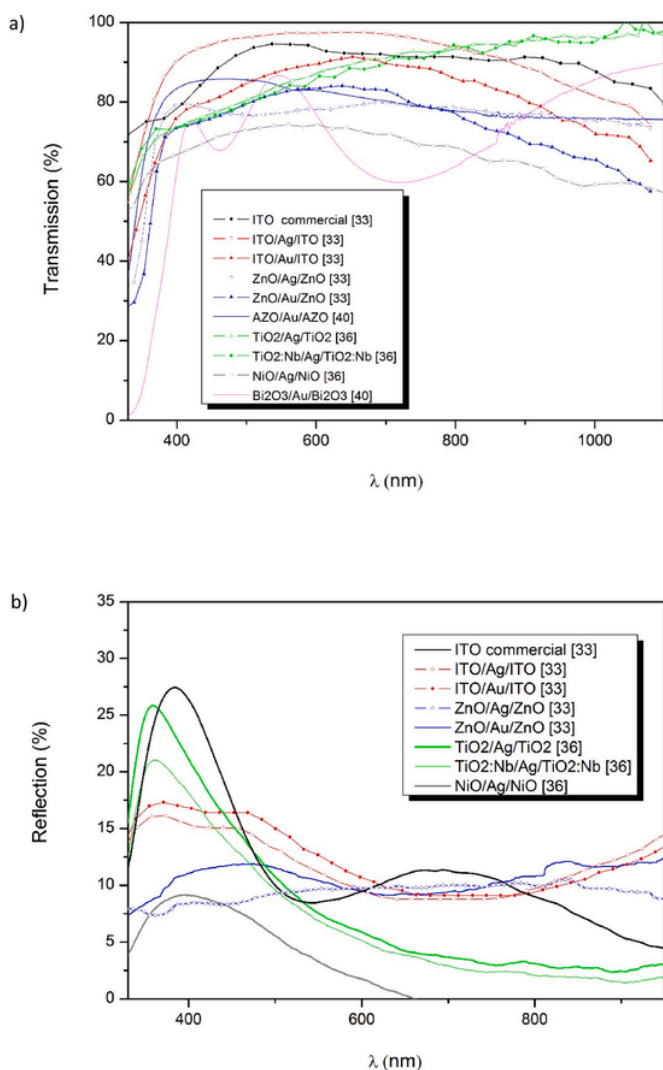 a)
100
80
60
40
20
0
Transmission (%)
ITO commercial [33]
ITO/Ag/ITO [33]
ITO/Au/ITO [33]
ZnO/Ag/ZnO [33]
ZnO/Au/ZnO [33]
AZO/Au/AZO [40]
TiO2/Ag/TiO2 [36]
TiO2:Nb/Ag/TiO2:Nb [36]
NiO/Ag/NiO [36]
Bi2O3/Au/Bi2O3 [40]
400 600 800 1000
λ (nm)
b)
35
30
25
20
15
10
5
0
Reflection (%)
ITO commercial [33]
ITO/Ag/ITO [33]
ITO/Au/ITO [33]
ZnO/Ag/ZnO [33]
ZnO/Au/ZnO [33]
TiO2/Ag/TiO2 [36]
TiO2:Nb/Ag/TiO2:Nb [36]
NiO/Ag/NiO [36]
400 600 800
λ (nm)